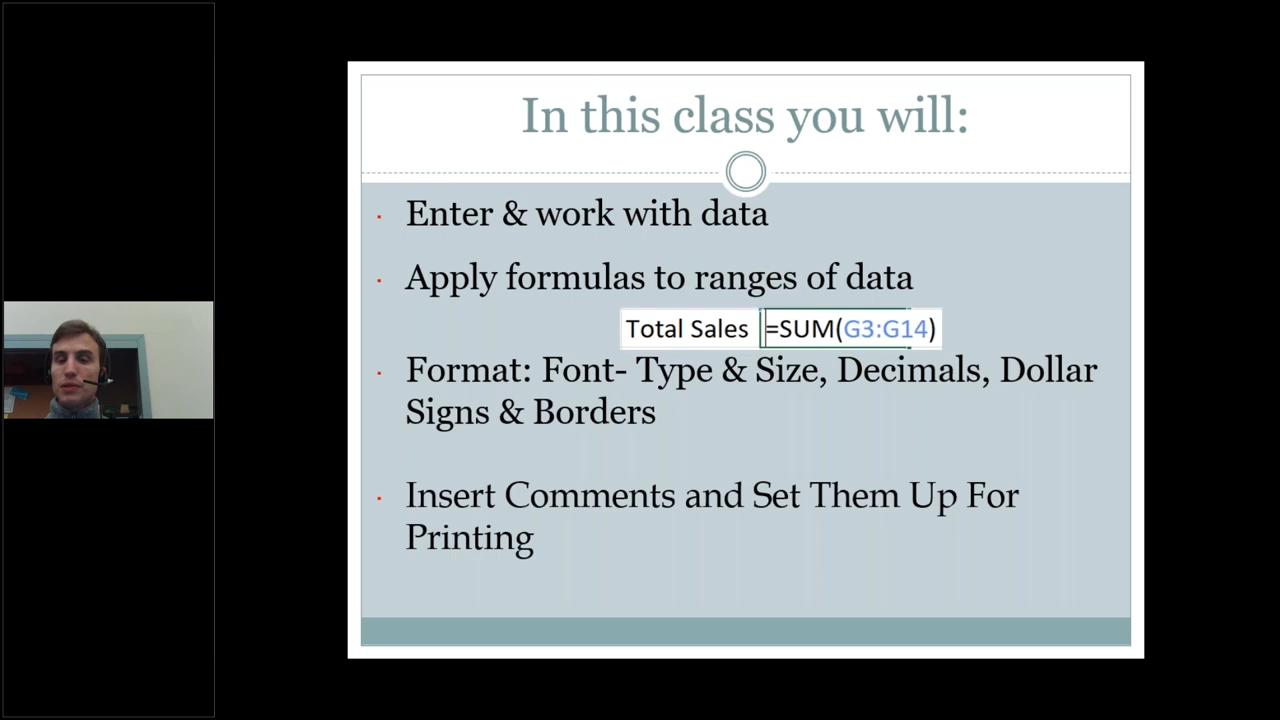 In this class you will:
Enter & work with data
Apply formulas to ranges of data
Total Sales =SUM(G3:G14)
Format: Font- Type & Size, Decimals, Dollar
Signs & Borders
Insert Comments and Set Them Up For
Printing